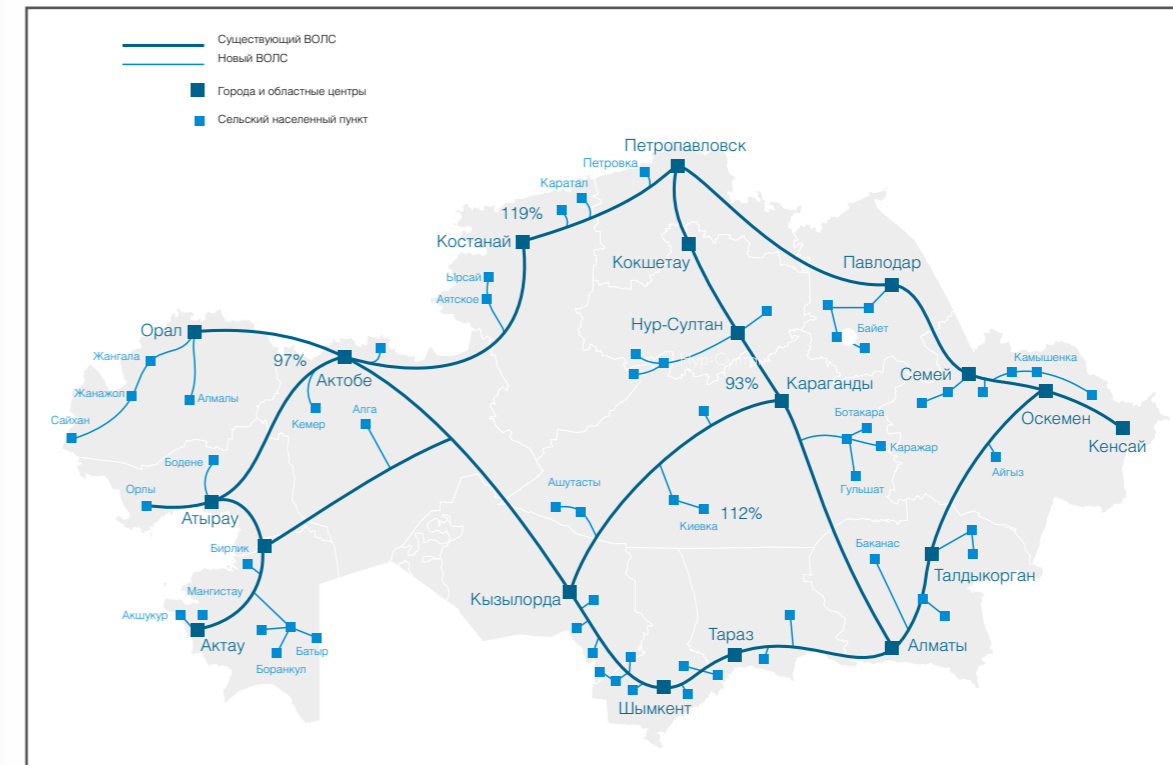 Существующий ВОЛС
Новый ВОЛС
Города и областные центры
Сельский населенный пункт
Петропавловск
Петровка
Каратал
119%
Костанай
Кокшетау
Павлодар
Ырсай
Аятское
Байет
Нур-Султан
Орал
Жангала
97%
Актобе
Камышенка
Семей
93%
Караганды
Жанажол
Алмалы
Оскемен
Сайхан
Кемер
Алга
Ботакара
Каражар
Кенсай
Бодене
Айгыз
Орлы
Гульшат
Ашутасты
Атырау
Киевка
112%
Бирлик
Баканас
Талдыкорган
Мангистау
Кызылорда
Акшукур
Тараз
Актау
Батыр
Алматы
Боранкул
Шымкент